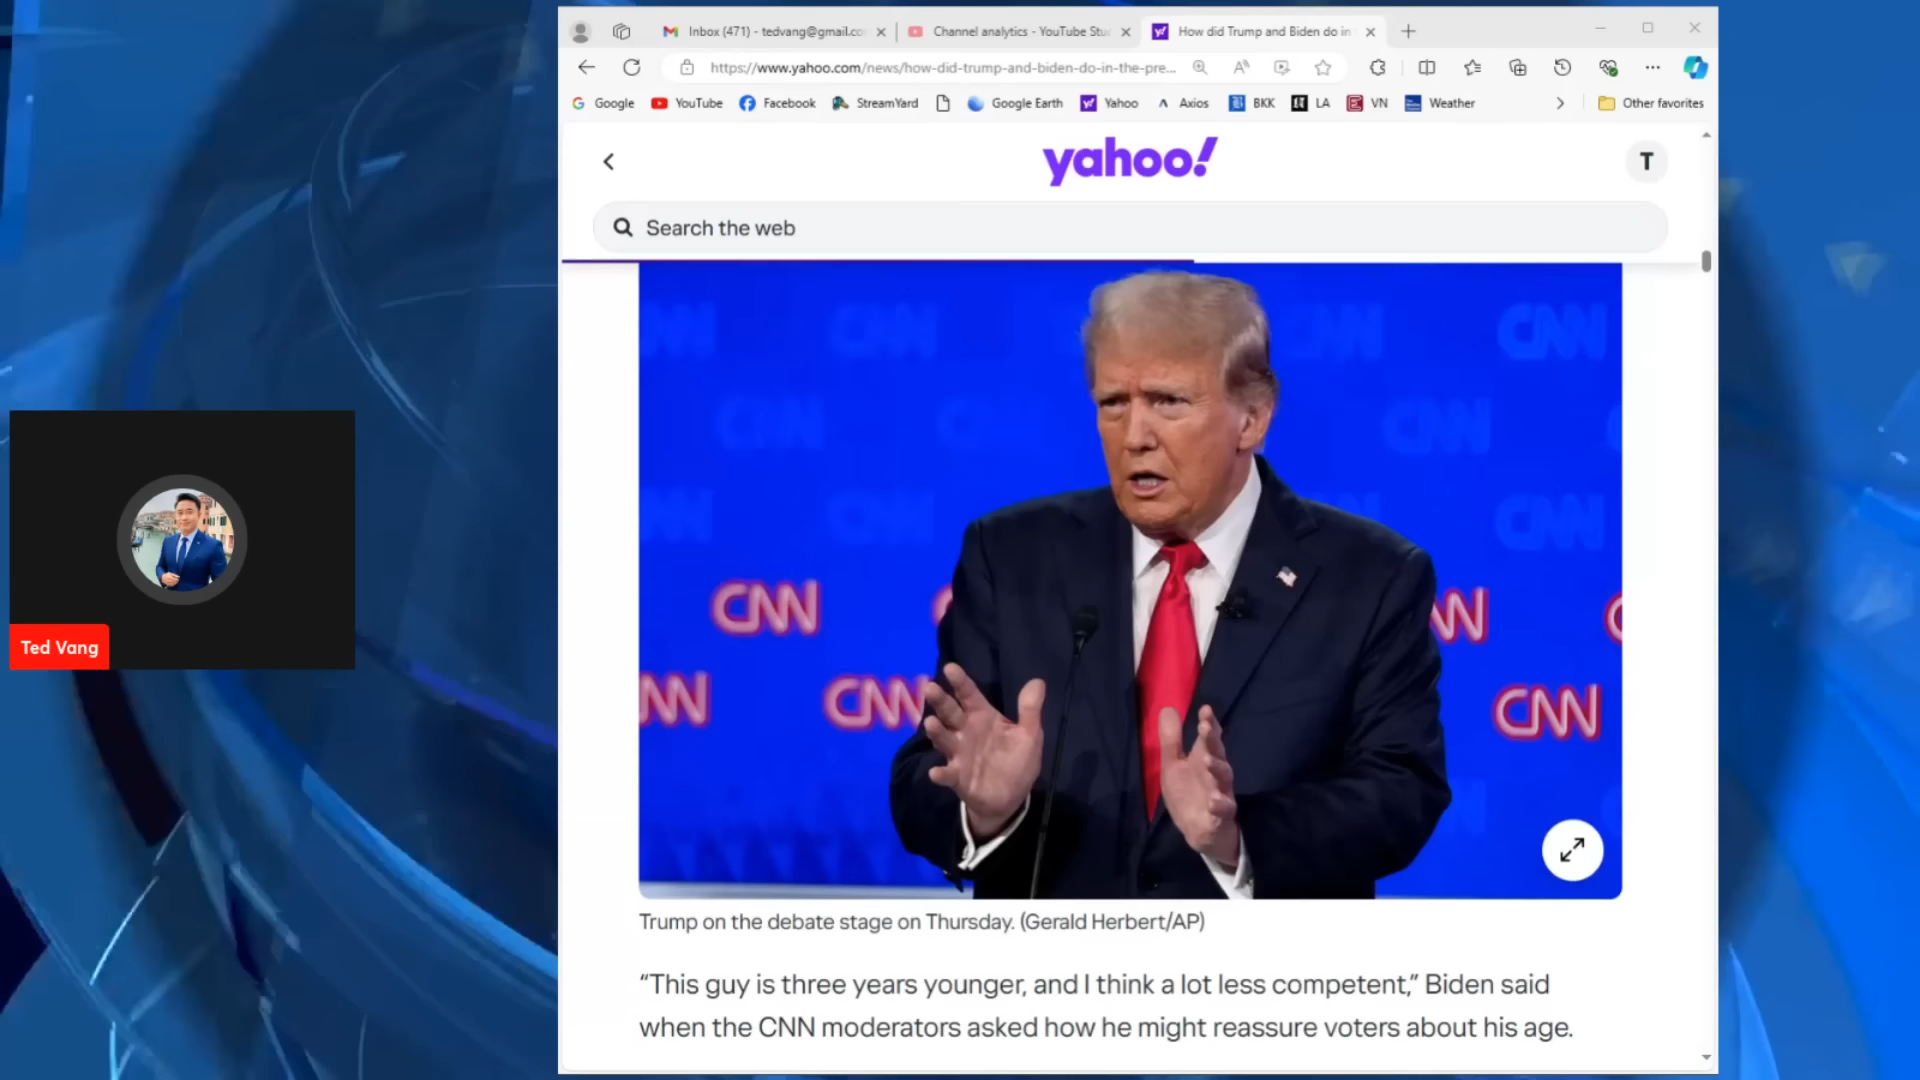 Inbox (471) - tedvang@gmail.co
Channel analytics - YouTube Stu
How did Trump and Biden do in
https://www.yahoo.com/news/how-did-trump-and-biden-do-in-the-pre...
Google
YouTube
Facebook
StreamYard
Google Earth
Yahoo
Axios
BKK
LA
VN
Weather
Other favorites
yahoo!
T
Search the web
CNN
CNN
CNN
CNN
CNN
CNN
CNN
Ted Vang
Trump on the debate stage on Thursday. (Gerald Herbert/AP)
“This guy is three years younger, and I think a lot less competent,” Biden said
when the CNN moderators asked how he might reassure voters about his age.